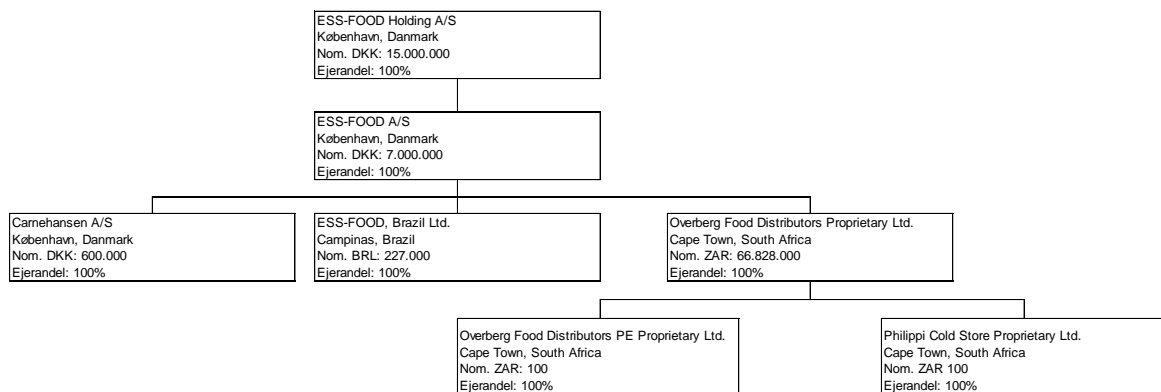 ESS-FOOD Holding A/S
København, Danmark
Nom. DKK: 15.000.000
Ejerandel: 100%
ESS-FOOD A/S
København, Danmark
Nom. DKK: 7.000.000
Ejerandel: 100%
Carnehansen A/S
København, Danmark
Nom. DKK: 600.000
Ejerandel: 100%
ESS-FOOD, Brazil Ltd.
Campinas, Brazil
Nom. BRL: 227.000
Ejerandel: 100%
Overberg Food Distributors Proprietary Ltd.
Cape Town, South Africa
Nom. ZAR: 66.828.000
Ejerandel: 100%
Overberg Food Distributors PE Proprietary Ltd.
Cape Town, South Africa
Nom. ZAR: 100
Ejerandel: 100%
Philippi Cold Store Proprietary Ltd.
Cape Town, South Africa
Nom. ZAR 100
Ejerandel: 100%